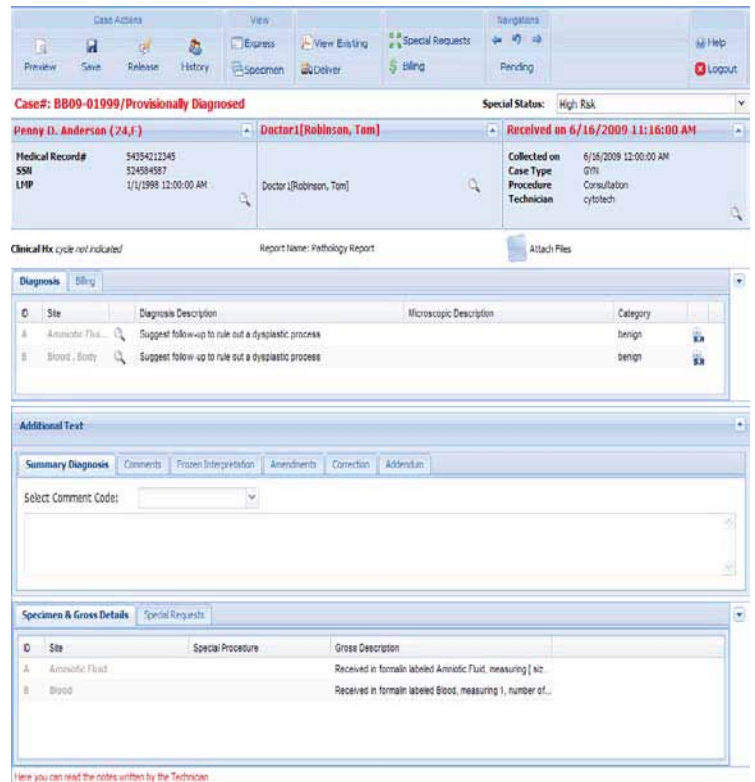 Case Actions View Navigations
Express View Existing Special Requests Help
Preview Save Release History Specimen Deliver Billing Pending Logout
Case#: BB09-01999/Provisionally Diagnosed Special Status: High Risk
Penny D. Anderson (24,F) Doctor1[Robinson, Tom] Received on 6/16/2009 11:16:00 AM
Medical Record# 54354212345 Collected on 6/16/2009 12:00:00 AM
SSN 524584587 Case Type GYN
LMP 1/1/1998 12:00:00 AM Doctor1[Robinson, Tom] Procedure Consultation
Technician cytotech
Clinical Hx cycle not indicated Report Name: Pathology Report Attach Files
Diagnosis Billing
ID Site Diagnosis Description Microscopic Description Category
A Amniotic Flui... Suggest follow-up to rule out a dysplastic process benign
B Blood , Body Suggest follow-up to rule out a dysplastic process benign
Additional Text
Summary Diagnosis Comments Frozen Interpretation Amendments Correction Addendum
Select Comment Code:
Specimen & Gross Details Special Requests
ID Site Special Procedure Gross Description
A Amniotic Fluid Received in formalin labeled Amniotic Fluid, measuring [ siz...
B Blood Received in formalin labeled Blood, measuring 1, number of...
Here you can read the notes written by the Technician